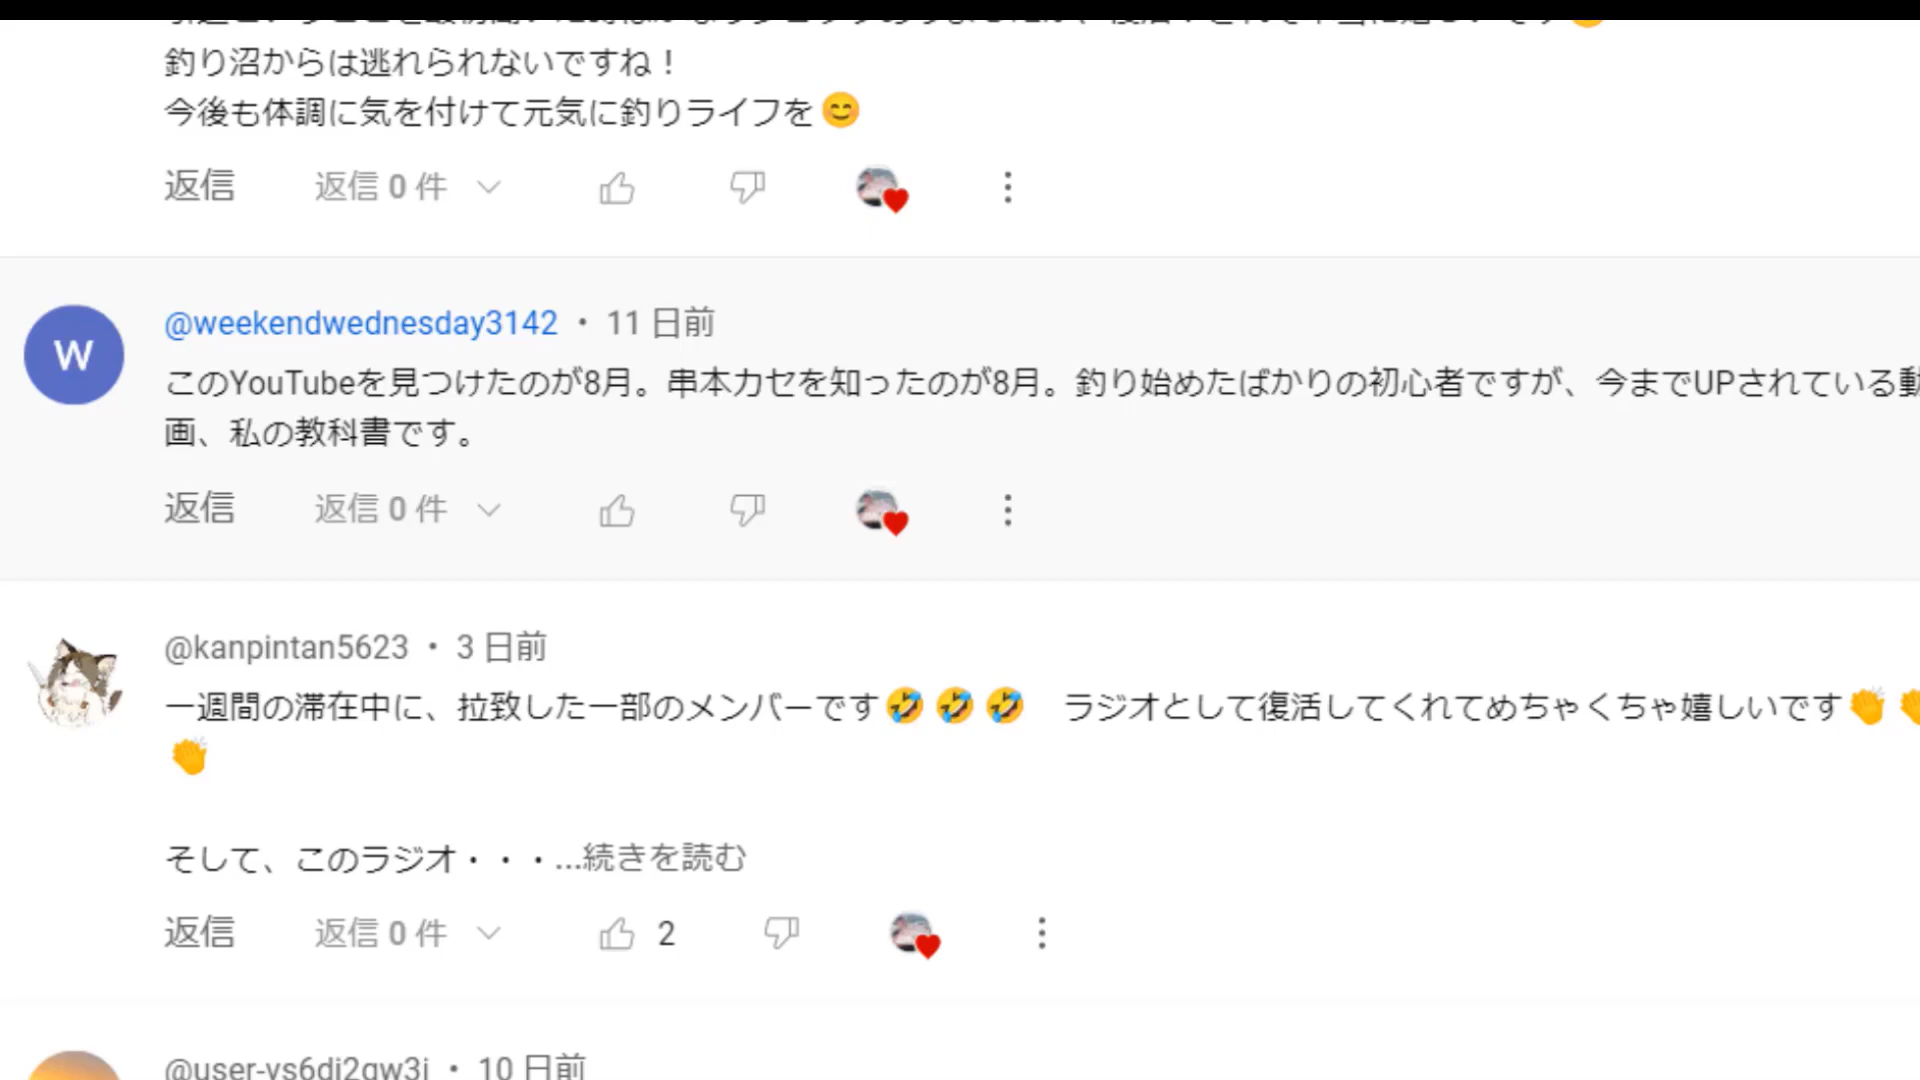 釣り沼からは逃れられないですね！
今後も体調に気を付けて元気に釣りライフを😊
返信 返信 0 件
@weekendwednesday3142 • 11 日前
W
このYouTubeを見つけたのが8月。串本カセを知ったのが8月。釣り始めたばかりの初心者ですが、今までUPされている動
画、私の教科書です。
返信 返信 0 件
@kanpintan5623 • 3 日前
一週間の滞在中に、拉致した一部のメンバーです🤣🤣🤣　ラジオとして復活してくれてめちゃくちゃ嬉しいです👏👏
👏
そして、このラジオ・・・...続きを読む
返信 返信 0 件 2
@user-vs6di2qw3i • 10 日前